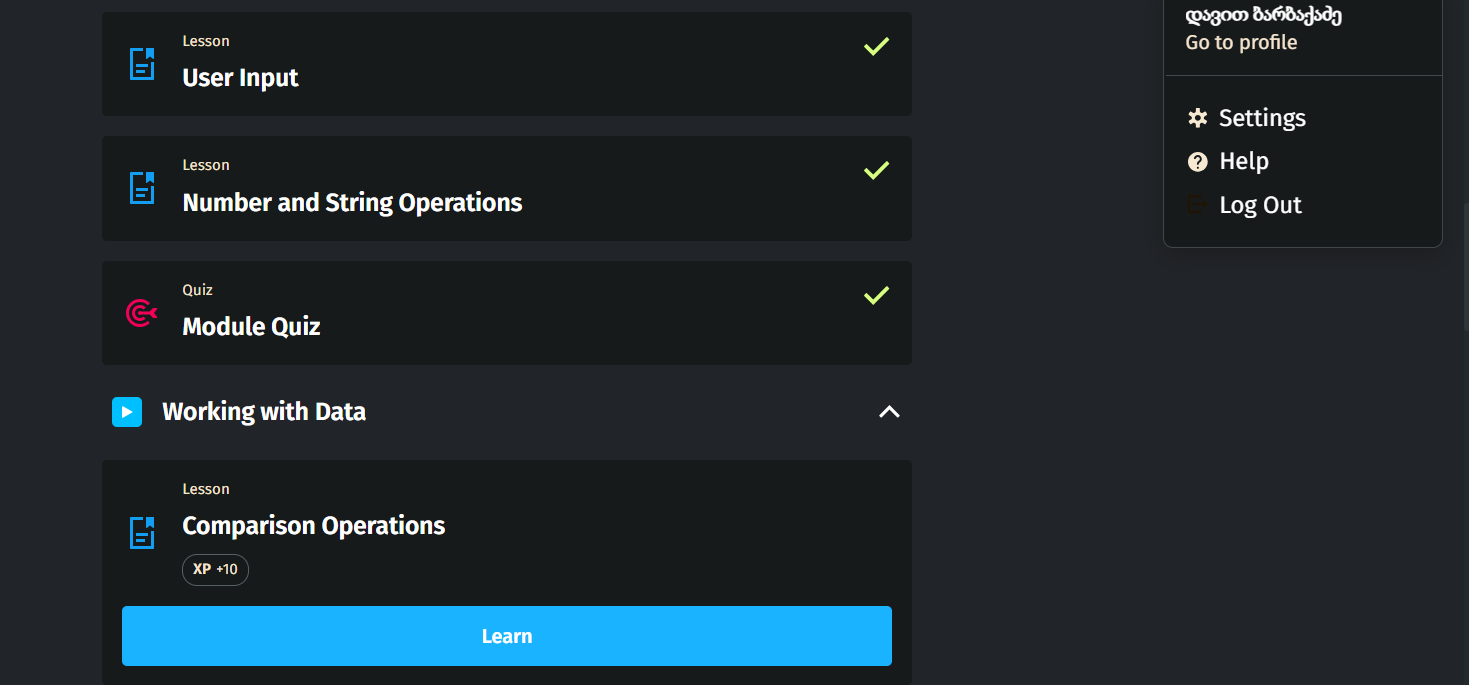 Lesson
User Input
Lesson
Number and String Operations
Quiz
Module Quiz
Working with Data
Lesson
Comparison Operations
XP +10
Learn
დავით ბარბაქაძე
Go to profile
Settings
Help
Log Out